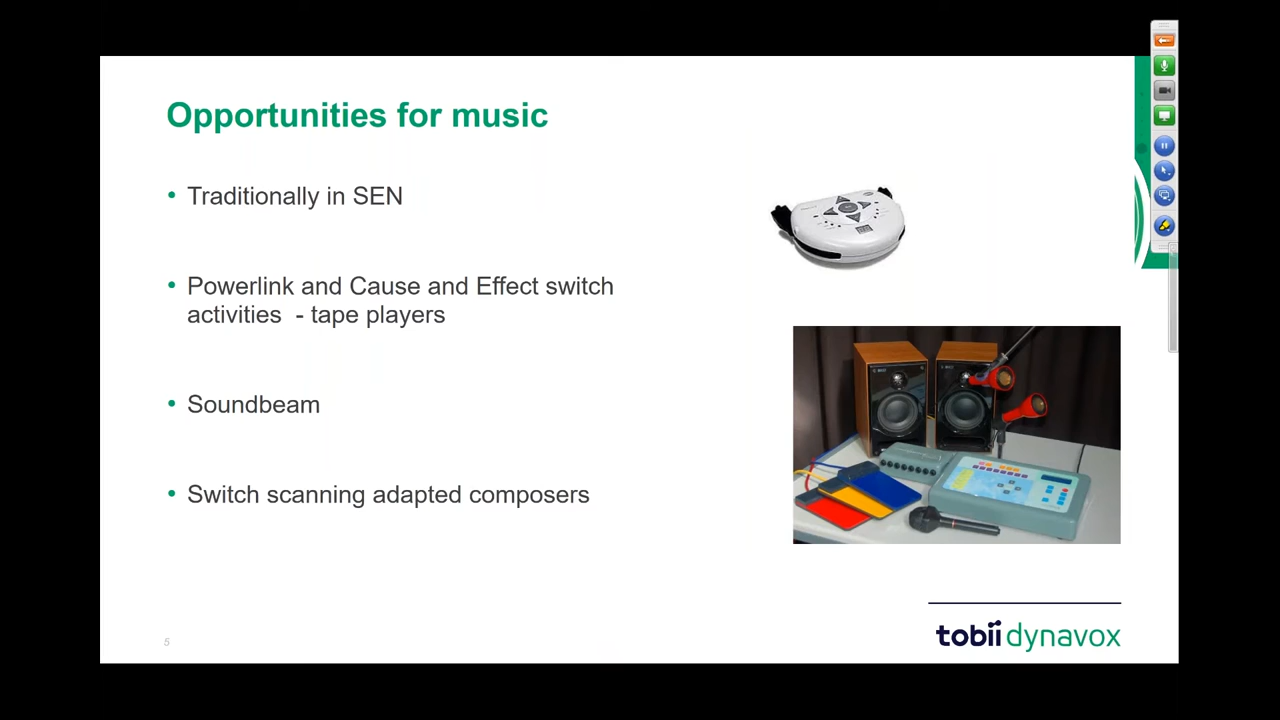 Opportunities for music
• Traditionally in SEN
• Powerlink and Cause and Effect switch
activities - tape players
• Soundbeam
• Switch scanning adapted composers
5
tobii dynavox